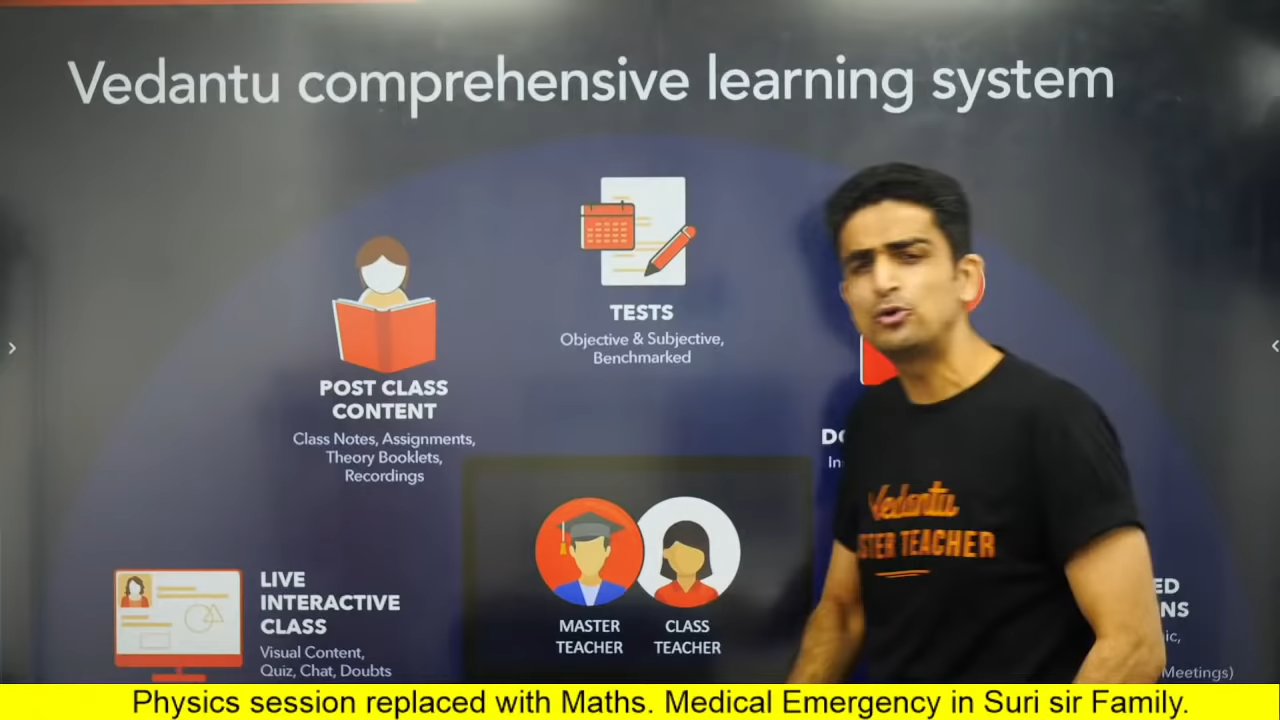 Vedantu comprehensive learning system
TESTS
Objective & Subjective,
Benchmarked
POST CLASS
CONTENT
Class Notes, Assignments,
Theory Booklets,
Recordings
LIVE
INTERACTIVE
CLASS
Visual Content,
Quiz, Chat, Doubts
MASTER
TEACHER
CLASS
TEACHER
Vedantu
TEACHER
Meetings)
Physics session replaced with Maths. Medical Emergency in Suri sir Family.